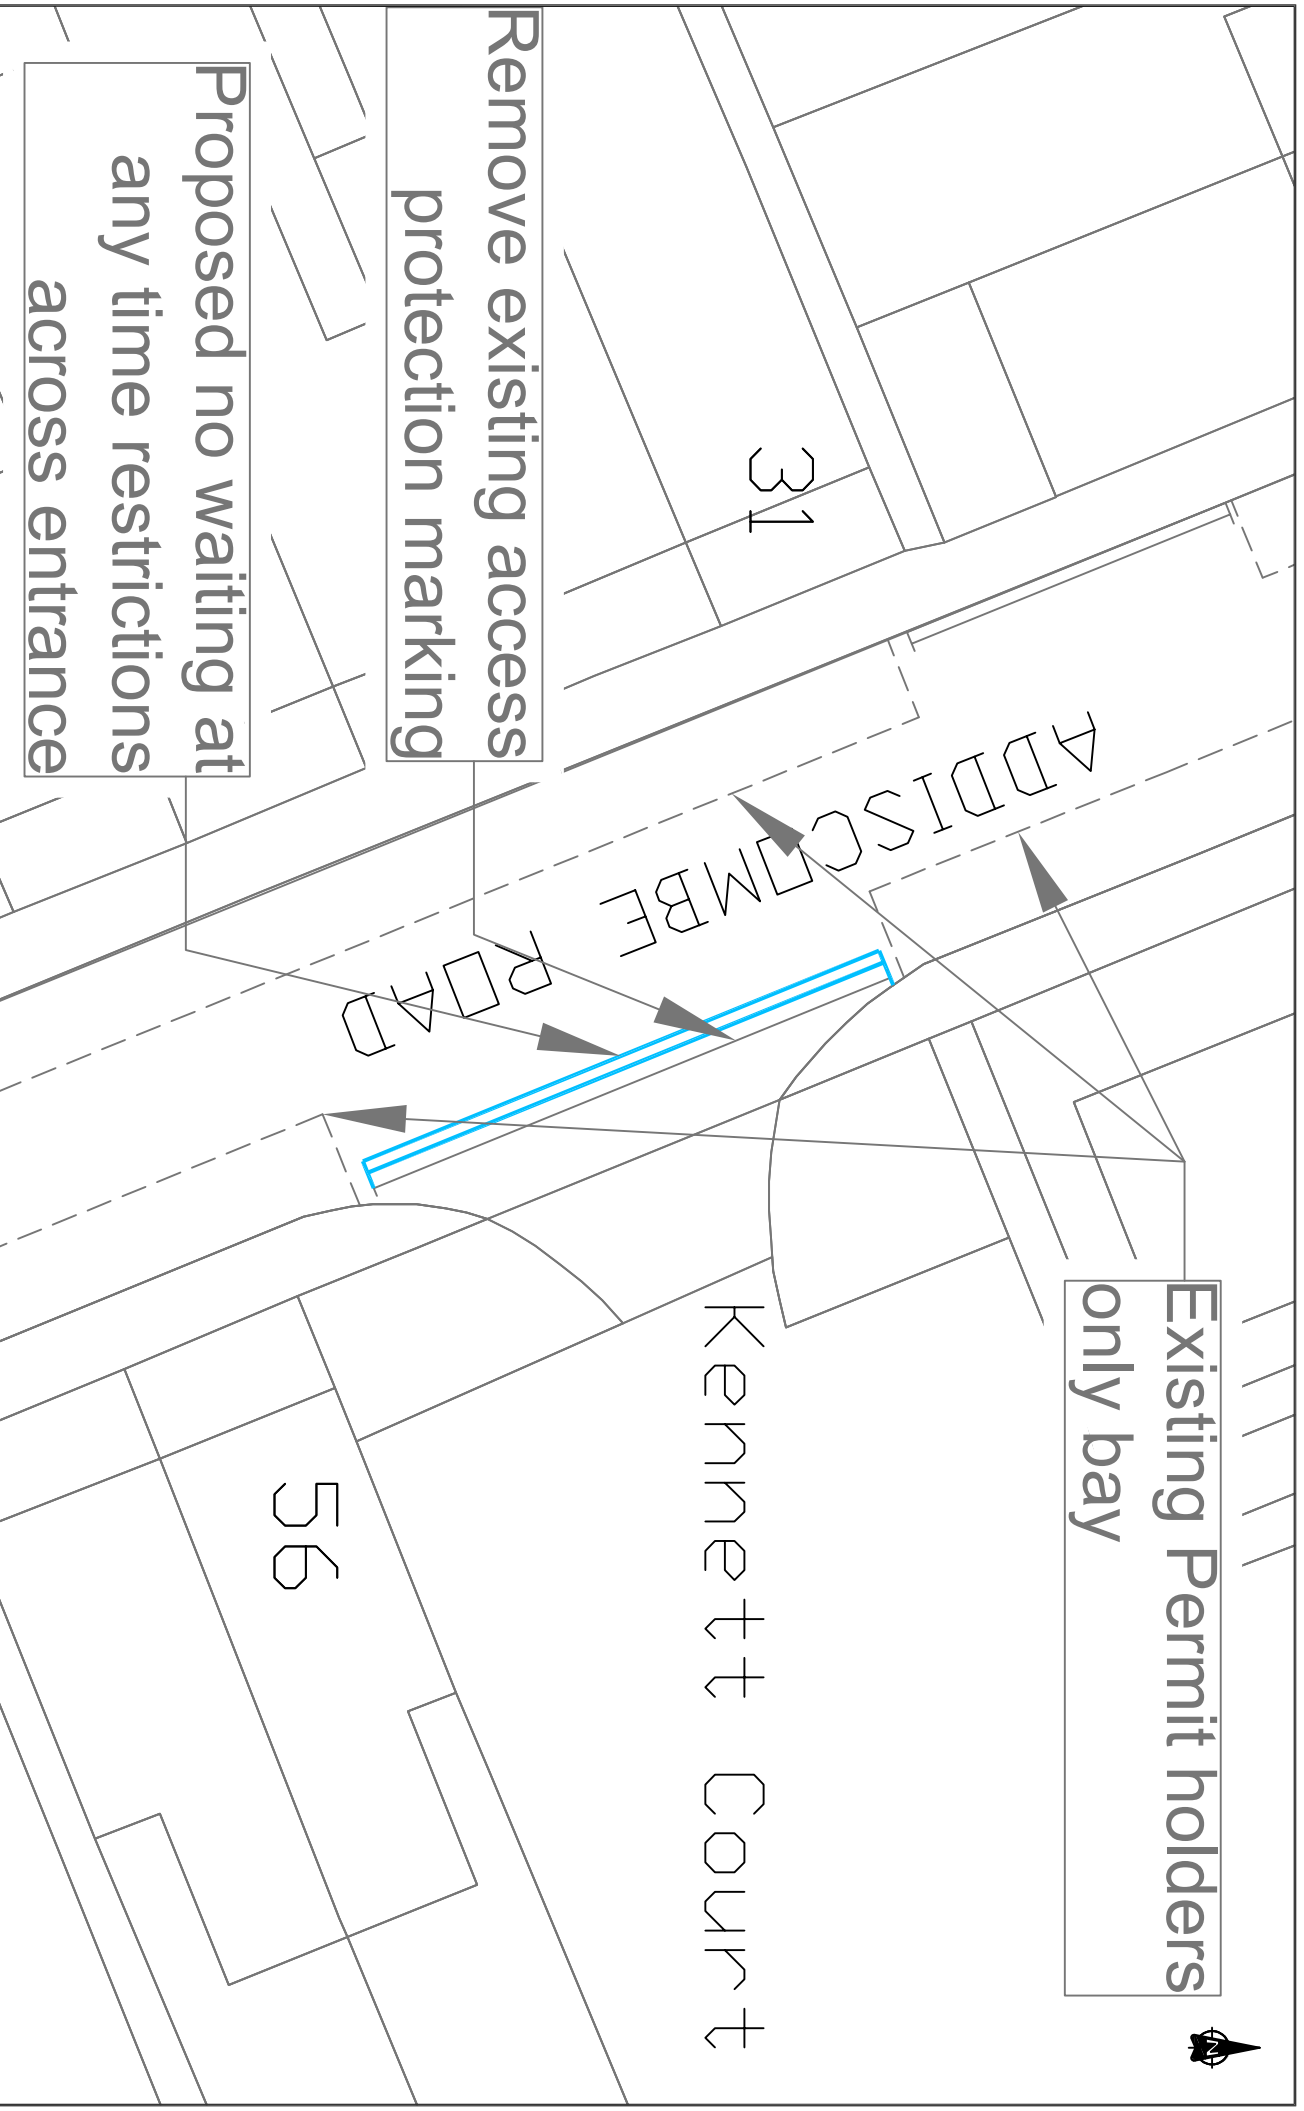 Existing Permit holders
only bay
ADDISCOMBE ROAD
31
Kennett Court
Remove existing access
protection marking
56
Proposed no waiting at
any time restrictions
across entrance
N